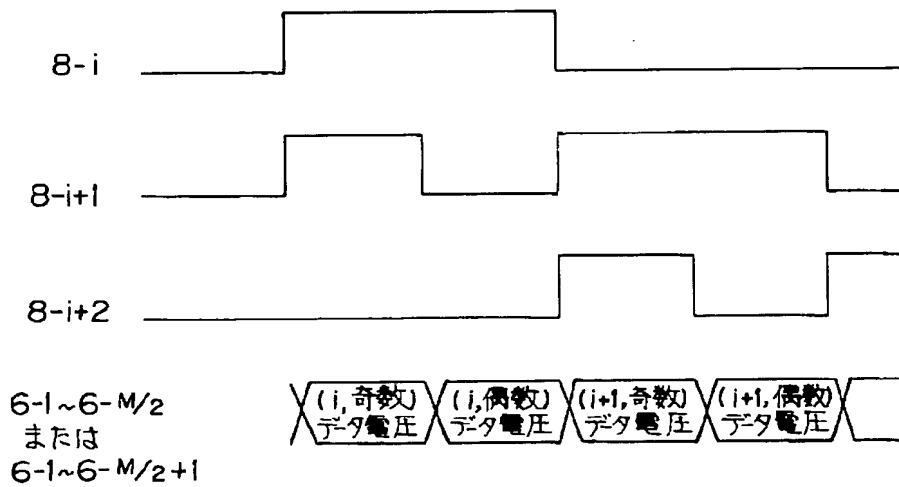 8-i
8-i+1
8-i+2
6-1~6-M/2
または
6-1~6-M/2+1
(i,奇数)
データ電圧
(i,偶数)
データ電圧
(i+1,奇数)
データ電圧
(i+1,偶数)
データ電圧